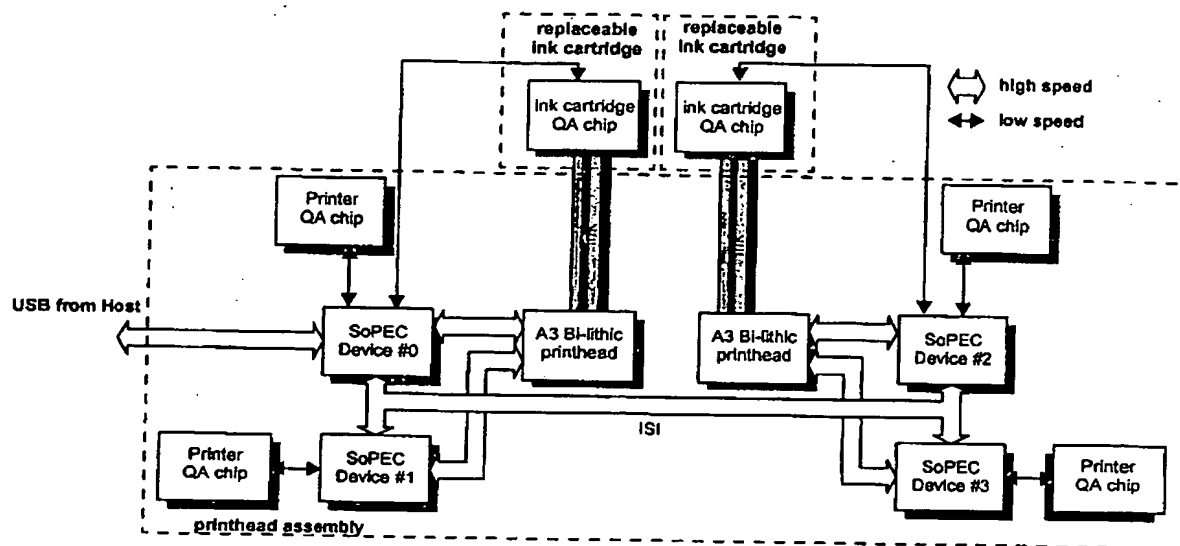 replaceable
ink cartridge
replaceable
ink cartridge
ink cartridge
QA chip
ink cartridge
QA chip
high speed
low speed
Printer
QA chip
Printer
QA chip
USB from Host
SoPEC
Device #0
A3 Bi-lithic
printhead
A3 Bi-lithic
printhead
SoPEC
Device #2
ISI
Printer
QA chip
SoPEC
Device #1
SoPEC
Device #3
Printer
QA chip
printhead assembly